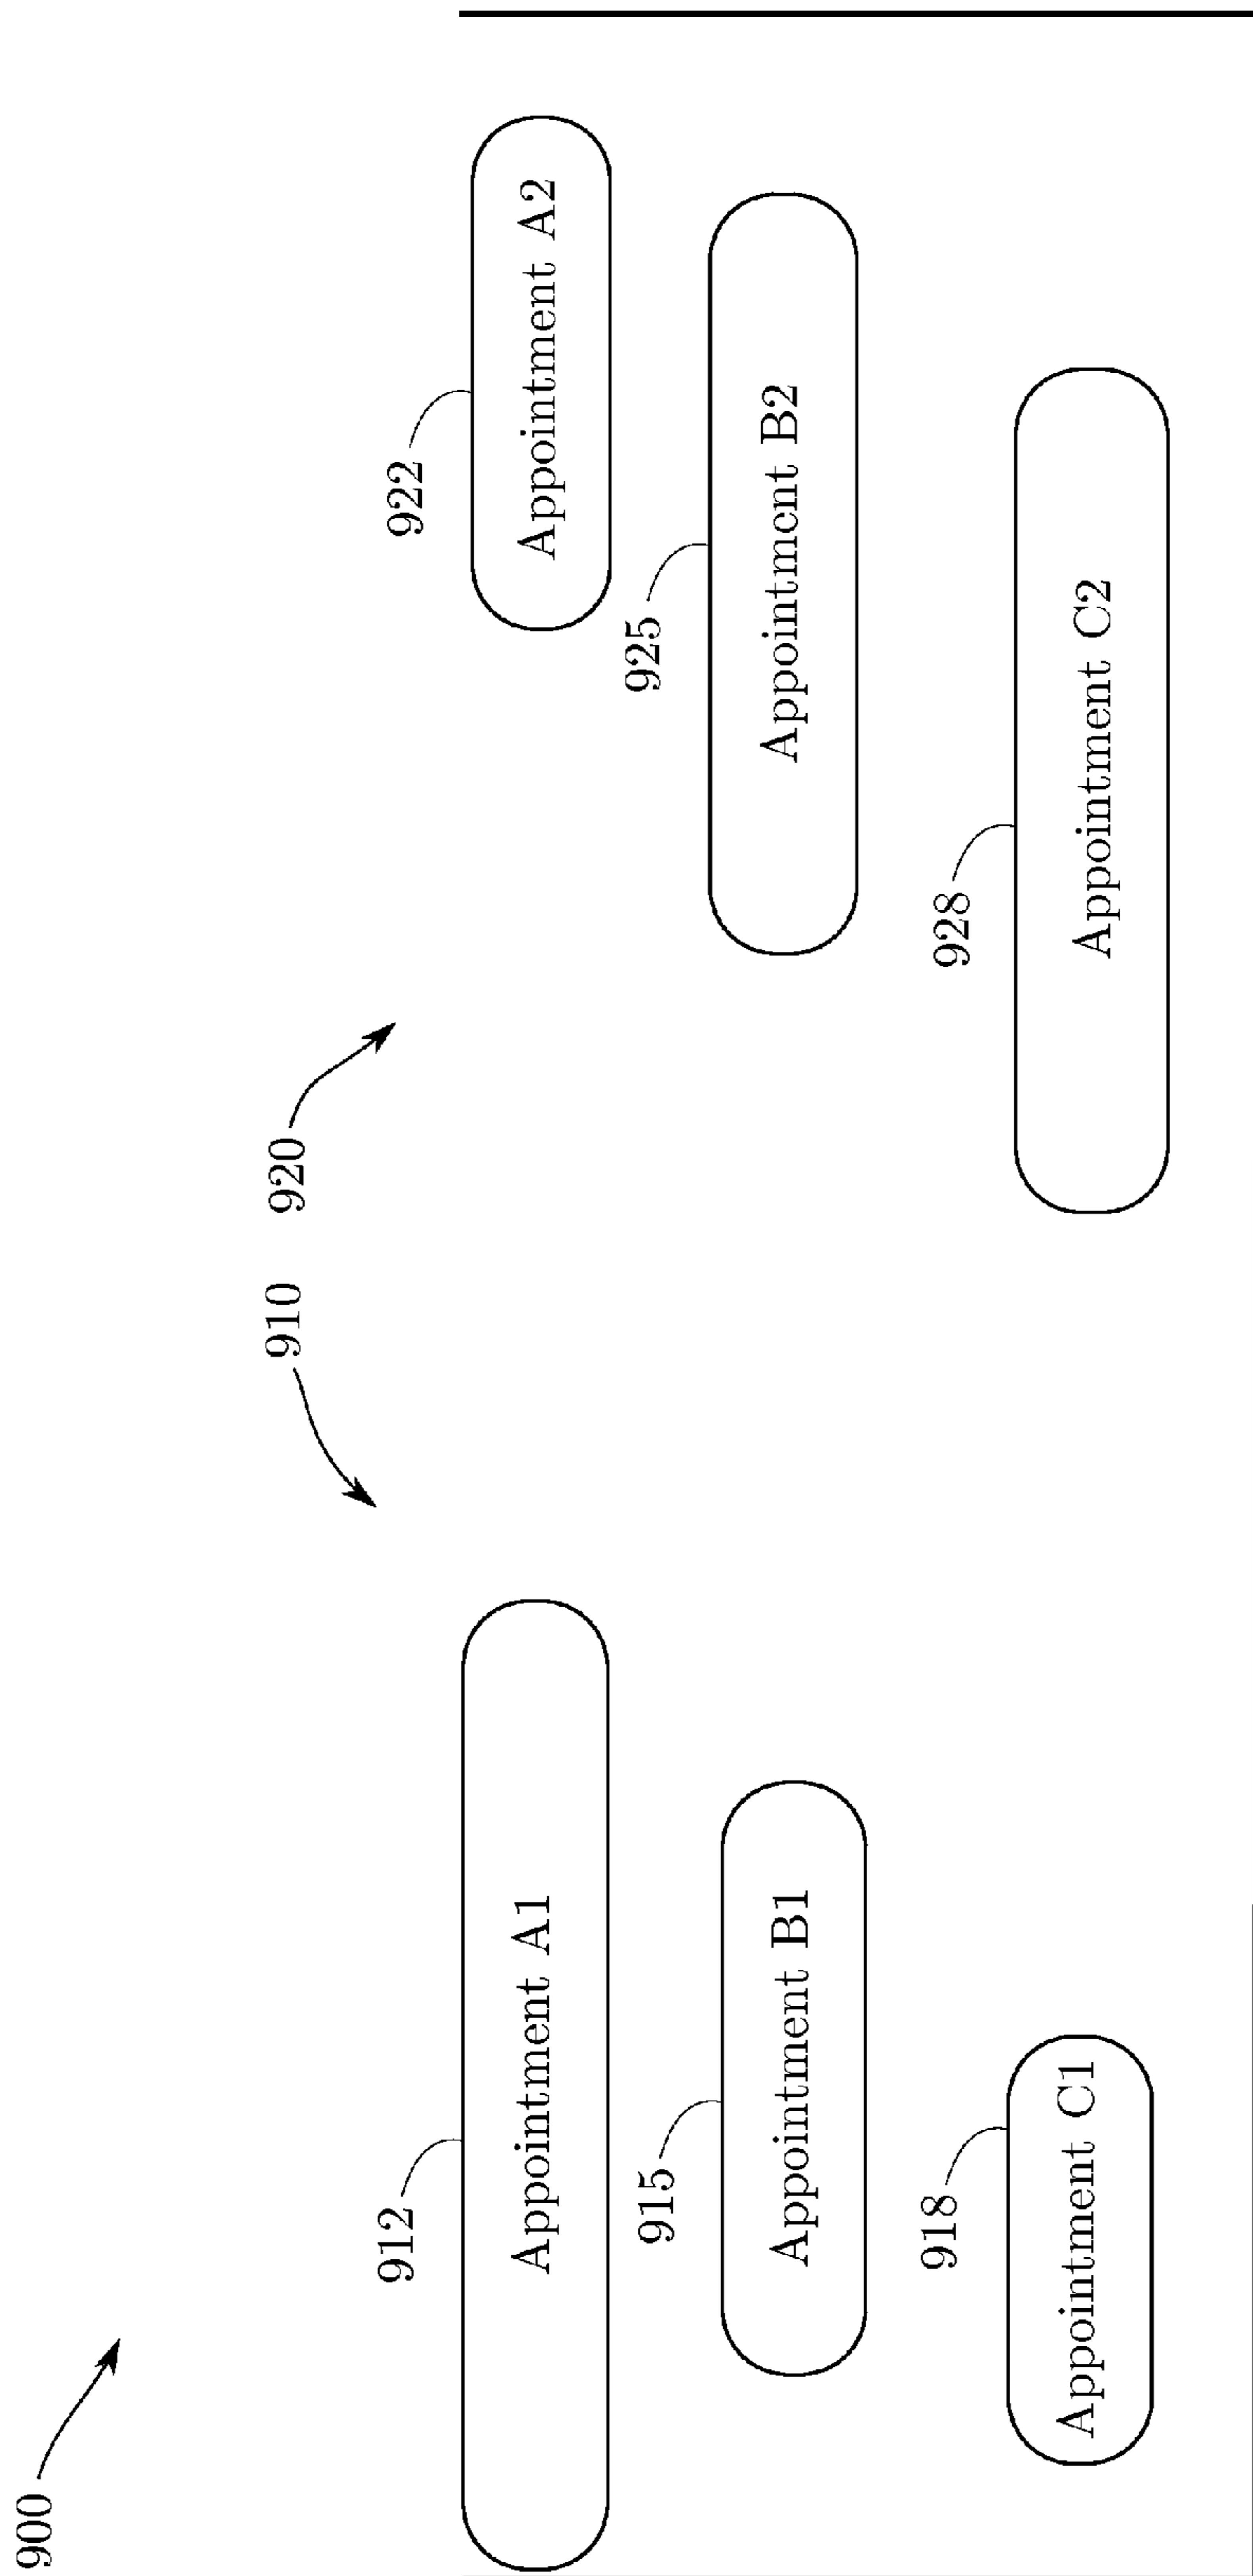 900
910
920
912
Appointment A1
922
Appointment A2
915
Appointment B1
925
Appointment B2
918
Appointment C1
928
Appointment C2